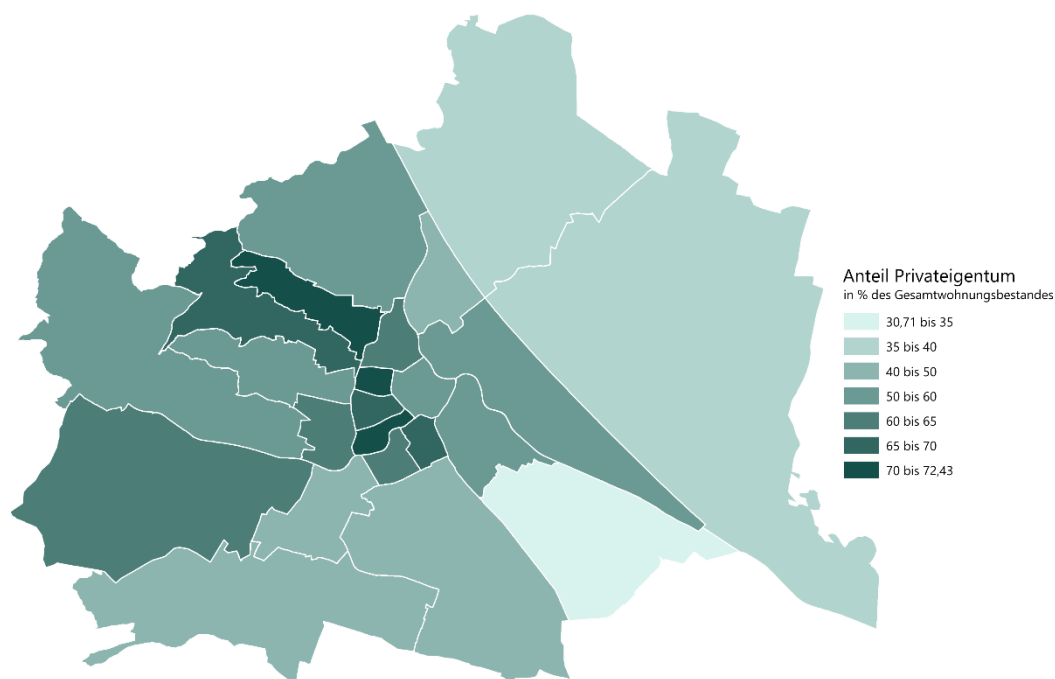 Anteil Privateigentum
in % des Gesamtwohnungsbestandes
30,71 bis 35
35 bis 40
40 bis 50
50 bis 60
60 bis 65
65 bis 70
70 bis 72,43